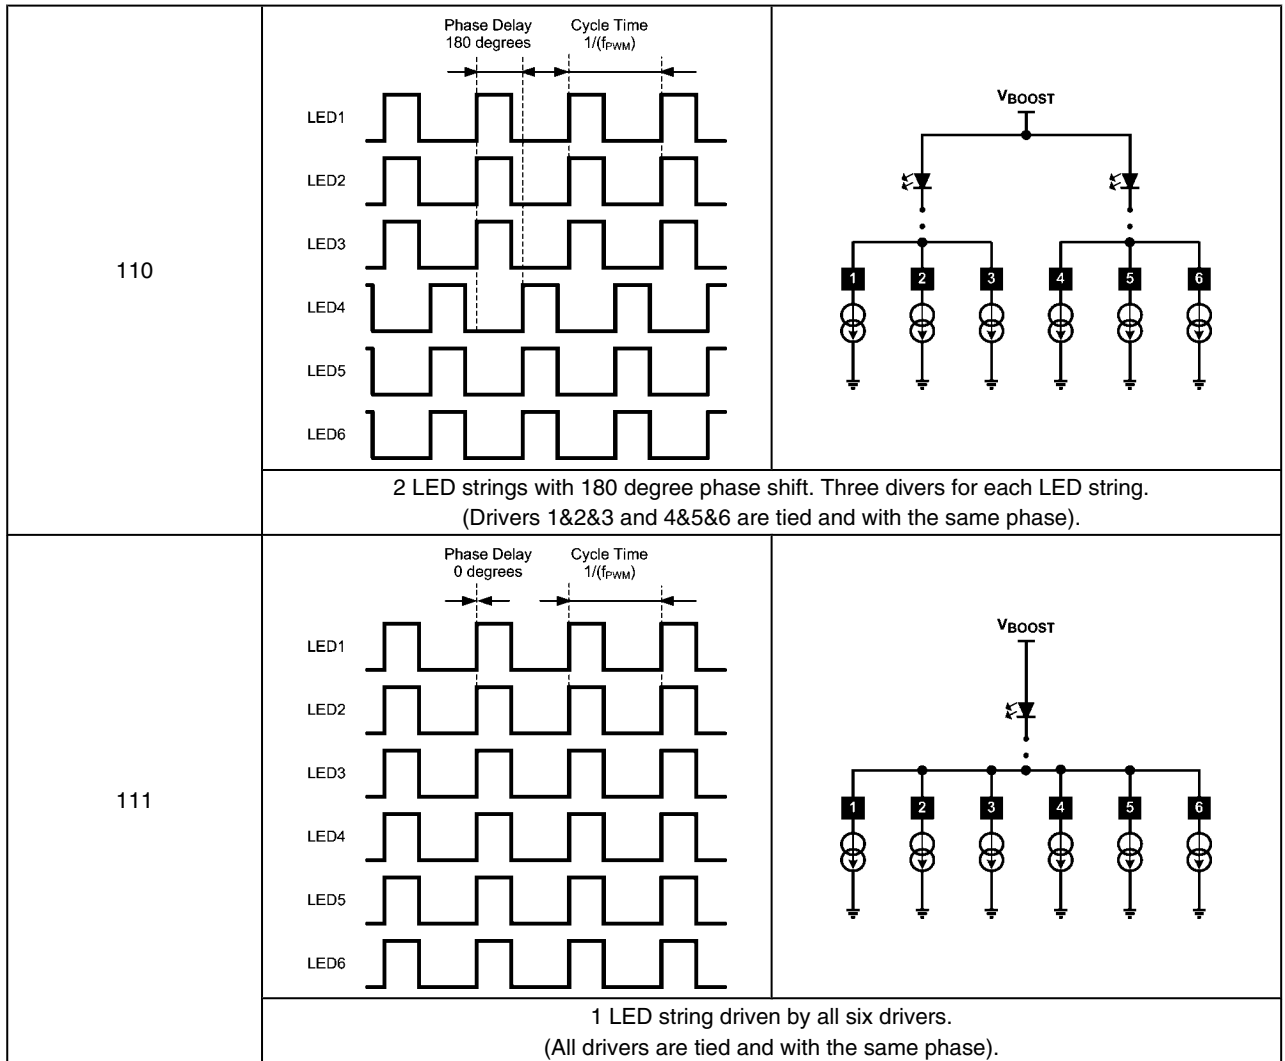 110
Phase Delay
180 degrees
Cycle Time
1/(fPWM)
LED1
LED2
LED3
LED4
LED5
LED6
VBOOST
1 2 3 4 5 6
2 LED strings with 180 degree phase shift. Three divers for each LED string.
(Drivers 1&2&3 and 4&5&6 are tied and with the same phase).
111
Phase Delay
0 degrees
Cycle Time
1/(fPWM)
LED1
LED2
LED3
LED4
LED5
LED6
VBOOST
1 2 3 4 5 6
1 LED string driven by all six drivers.
(All drivers are tied and with the same phase).